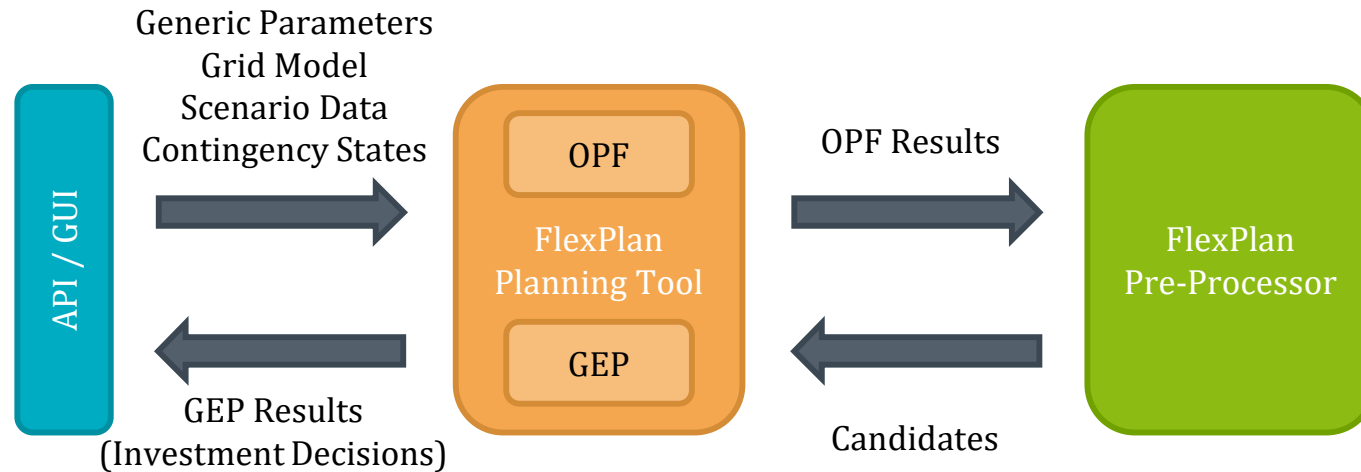 Generic Parameters
Grid Model
Scenario Data
Contingency States
API / GUI
OPF
FlexPlan
Planning Tool
GEP
OPF Results
FlexPlan
Pre-Processor
GEP Results
(Investment Decisions)
Candidates